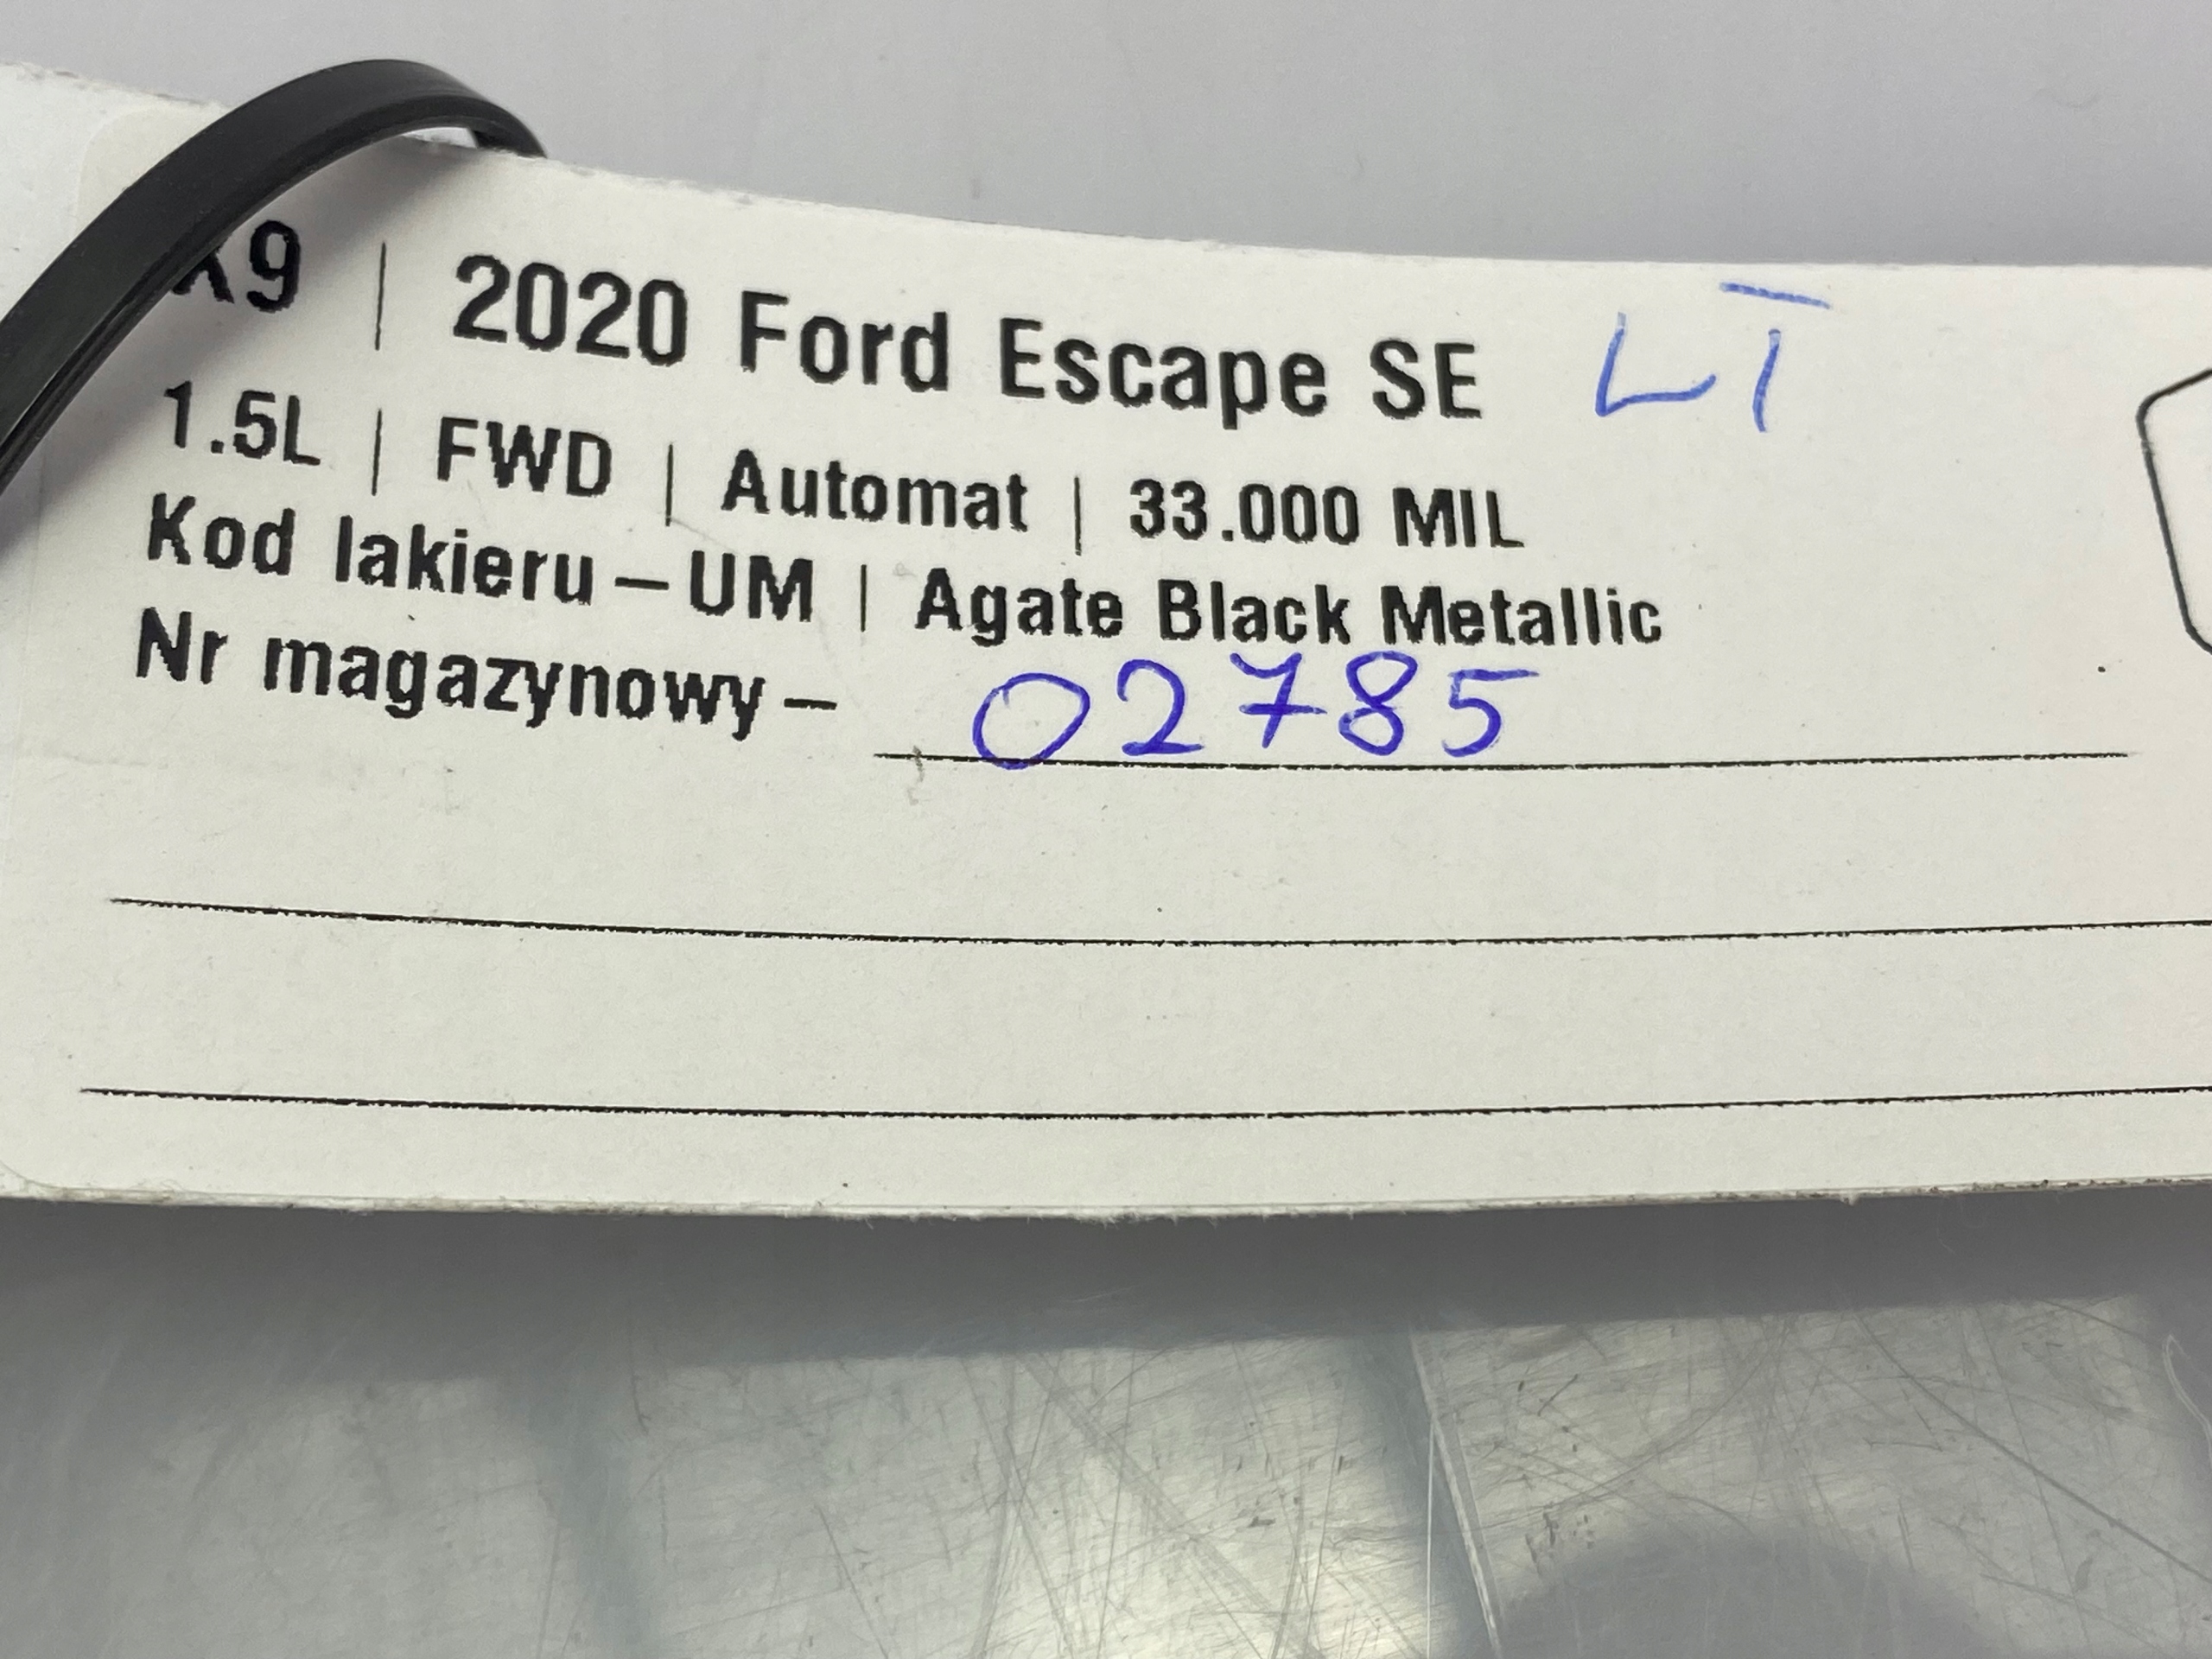 9 | 2020 Ford Escape SE LT
1.5L | FWD | Automat | 33.000 MIL
Kod lakieru – UM | Agate Black Metallic
Nr magazynowy – 02785